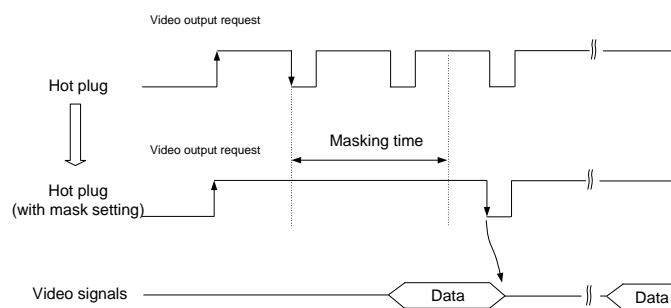 Video output request
Hot plug
Masking time
Video output request
Hot plug
(with mask setting)
Video signals
Data
Data